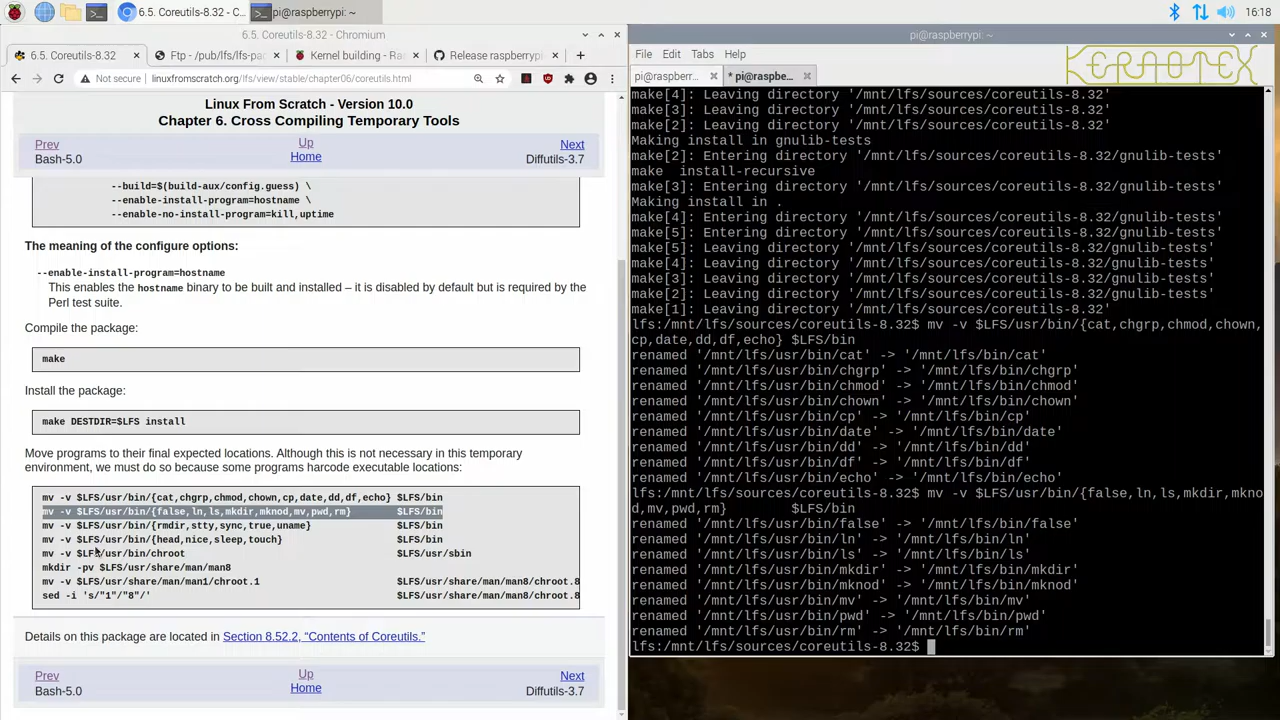 6.5. Coreutils-8.32 - C...
pi@raspberrypi: ~
16:18
6.5. Coreutils-8.32 - Chromium
6.5. Coreutils-8.32
Ftp - /pub/lfs/lfs-pac
Kernel building - Ra
Release raspberrypi
Not secure
linuxfromscratch.org/lfs/view/stable/chapter06/coreutils.html
Linux From Scratch - Version 10.0
Chapter 6. Cross Compiling Temporary Tools
Prev
Up
Next
Bash-5.0
Home
Diffutils-3.7
--build=$(build-aux/config.guess) \
--enable-install-program=hostname \
--enable-no-install-program=kill,uptime
The meaning of the configure options:
--enable-install-program=hostname
This enables the hostname binary to be built and installed – it is disabled by default but is required by the
Perl test suite.
Compile the package:
make
Install the package:
make DESTDIR=$LFS install
Move programs to their final expected locations. Although this is not necessary in this temporary
environment, we must do so because some programs harcode executable locations:
mv -v $LFS/usr/bin/{cat,chgrp,chmod,chown,cp,date,dd,df,echo} $LFS/bin
mv -v $LFS/usr/bin/{false,ln,ls,mkdir,mknod,mv,pwd,rm} $LFS/bin
mv -v $LFS/usr/bin/{rmdir,stty,sync,true,uname} $LFS/bin
mv -v $LFS/usr/bin/{head,nice,sleep,touch} $LFS/bin
mv -v $LFS/usr/bin/chroot $LFS/usr/sbin
mkdir -pv $LFS/usr/share/man/man8
mv -v $LFS/usr/share/man/man1/chroot.1 $LFS/usr/share/man/man8/chroot.8
sed -i 's/"1"/"8"/' $LFS/usr/share/man/man8/chroot.8
Details on this package are located in Section 8.52.2, “Contents of Coreutils.”
Prev
Up
Next
Bash-5.0
Home
Diffutils-3.7
pi@raspberrypi: ~
File Edit Tabs Help
KERNOTEX
pi@raspberr...
* pi@raspbe...
make[4]: Leaving directory '/mnt/lfs/sources/coreutils-8.32'
make[3]: Leaving directory '/mnt/lfs/sources/coreutils-8.32'
make[2]: Leaving directory '/mnt/lfs/sources/coreutils-8.32'
Making install in gnulib-tests
make[2]: Entering directory '/mnt/lfs/sources/coreutils-8.32/gnulib-tests'
make  install-recursive
make[3]: Entering directory '/mnt/lfs/sources/coreutils-8.32/gnulib-tests'
Making install in .
make[4]: Entering directory '/mnt/lfs/sources/coreutils-8.32/gnulib-tests'
make[5]: Entering directory '/mnt/lfs/sources/coreutils-8.32/gnulib-tests'
make[5]: Leaving directory '/mnt/lfs/sources/coreutils-8.32/gnulib-tests'
make[4]: Leaving directory '/mnt/lfs/sources/coreutils-8.32/gnulib-tests'
make[3]: Leaving directory '/mnt/lfs/sources/coreutils-8.32/gnulib-tests'
make[2]: Leaving directory '/mnt/lfs/sources/coreutils-8.32/gnulib-tests'
make[1]: Leaving directory '/mnt/lfs/sources/coreutils-8.32'
lfs:/mnt/lfs/sources/coreutils-8.32$ mv -v $LFS/usr/bin/{cat,chgrp,chmod,chown,
cp,date,dd,df,echo} $LFS/bin
renamed '/mnt/lfs/usr/bin/cat' -> '/mnt/lfs/bin/cat'
renamed '/mnt/lfs/usr/bin/chgrp' -> '/mnt/lfs/bin/chgrp'
renamed '/mnt/lfs/usr/bin/chmod' -> '/mnt/lfs/bin/chmod'
renamed '/mnt/lfs/usr/bin/chown' -> '/mnt/lfs/bin/chown'
renamed '/mnt/lfs/usr/bin/cp' -> '/mnt/lfs/bin/cp'
renamed '/mnt/lfs/usr/bin/date' -> '/mnt/lfs/bin/date'
renamed '/mnt/lfs/usr/bin/dd' -> '/mnt/lfs/bin/dd'
renamed '/mnt/lfs/usr/bin/df' -> '/mnt/lfs/bin/df'
renamed '/mnt/lfs/usr/bin/echo' -> '/mnt/lfs/bin/echo'
lfs:/mnt/lfs/sources/coreutils-8.32$ mv -v $LFS/usr/bin/{false,ln,ls,mkdir,mkno
d,mv,pwd,rm}        $LFS/bin
renamed '/mnt/lfs/usr/bin/false' -> '/mnt/lfs/bin/false'
renamed '/mnt/lfs/usr/bin/ln' -> '/mnt/lfs/bin/ln'
renamed '/mnt/lfs/usr/bin/ls' -> '/mnt/lfs/bin/ls'
renamed '/mnt/lfs/usr/bin/mkdir' -> '/mnt/lfs/bin/mkdir'
renamed '/mnt/lfs/usr/bin/mknod' -> '/mnt/lfs/bin/mknod'
renamed '/mnt/lfs/usr/bin/mv' -> '/mnt/lfs/bin/mv'
renamed '/mnt/lfs/usr/bin/pwd' -> '/mnt/lfs/bin/pwd'
renamed '/mnt/lfs/usr/bin/rm' -> '/mnt/lfs/bin/rm'
lfs:/mnt/lfs/sources/coreutils-8.32$